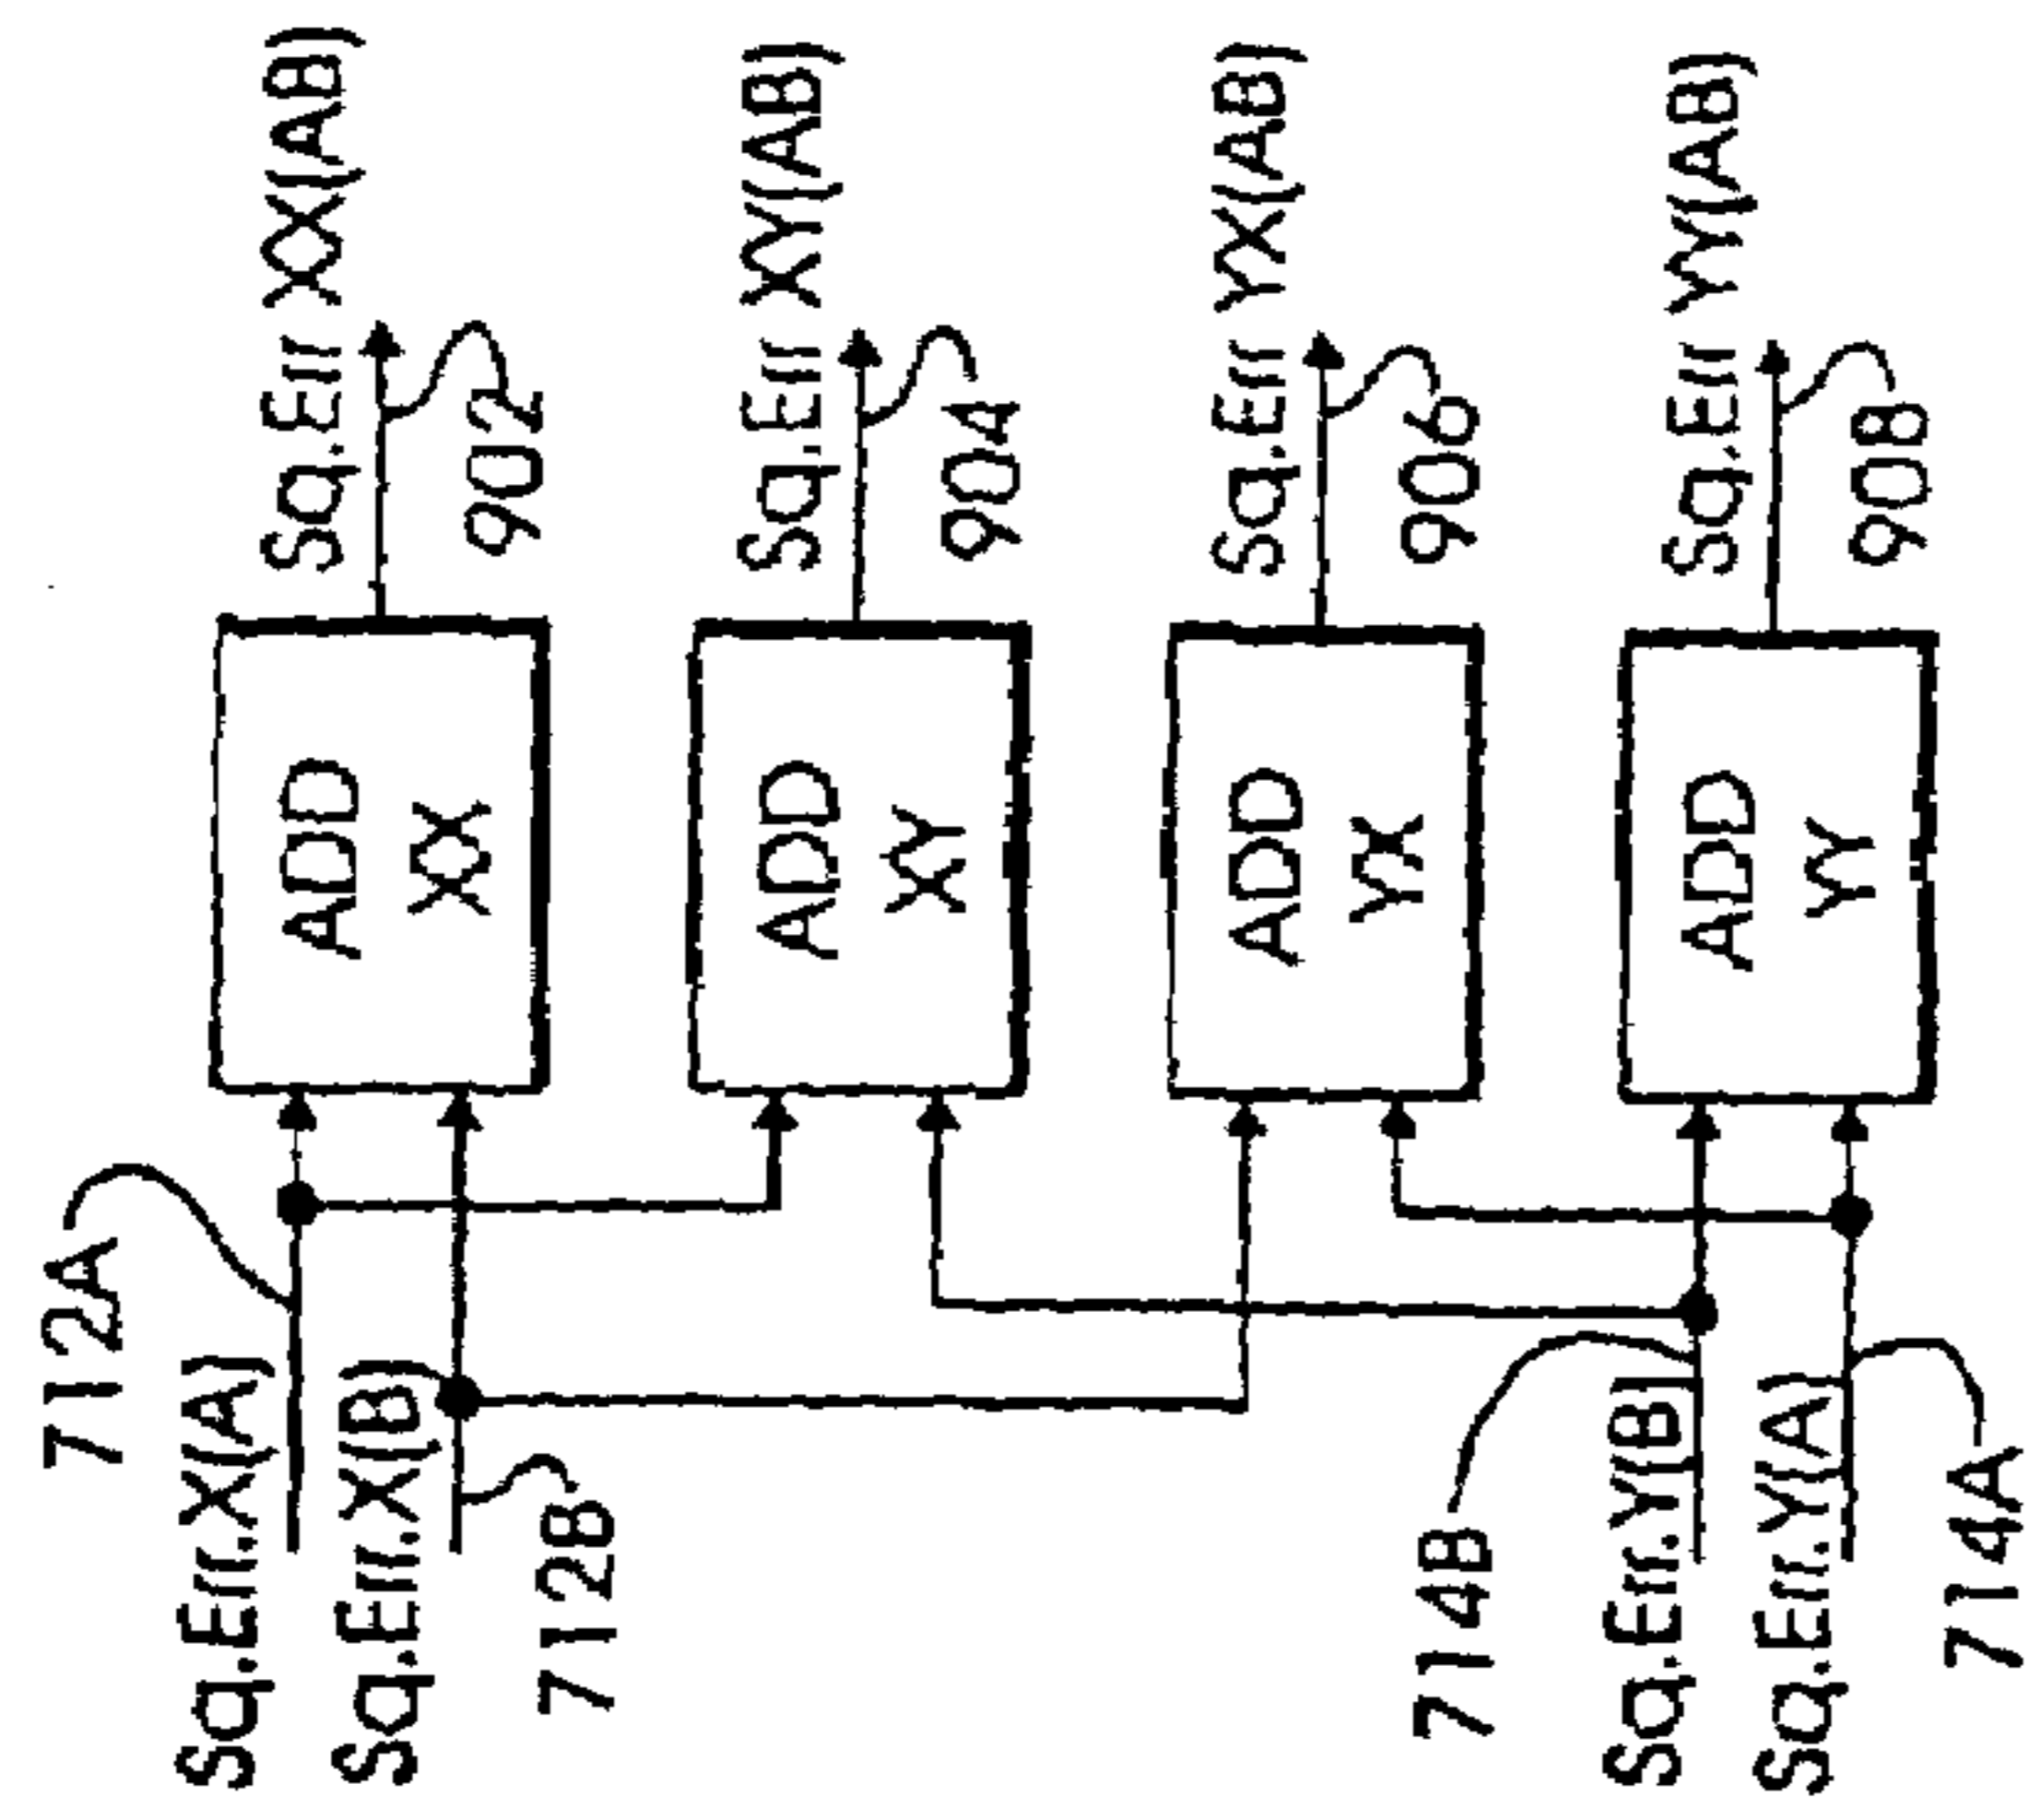 712A
Sq.Err.X(A)
Sq.Err.X(B)
712B
ADD
XX
Sq.Err XX(AB)
902
ADD
XY
Sq.Err XY(AB)
904
ADD
YX
Sq.Err YX(AB)
906
714B
Sq.Err.Y(B)
Sq.Err.Y(A)
714A
ADD
YY
Sq.Err YY(AB)
908